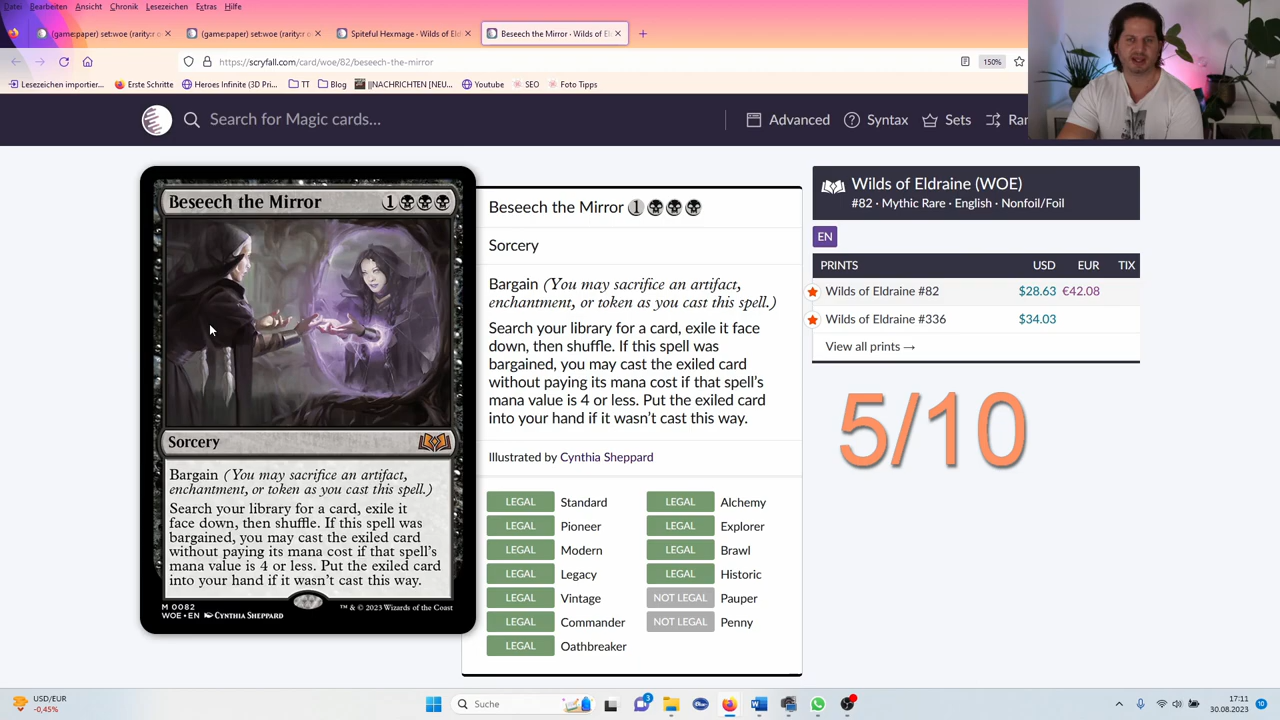 Datei Bearbeiten Ansicht Chronik Lesezeichen Extras Hilfe
(game:paper) set:woe (rarity:r o
(game:paper) set:woe (rarity:r o
Spiteful Hexmage - Wilds of Eld
Beseech the Mirror · Wilds of El
https://scryfall.com/card/woe/82/beseech-the-mirror
150%
Lesezeichen importier...
Erste Schritte
Heroes Infinite (3D Pri...
TT
Blog
||NACHRICHTEN [NEU...
Youtube
SEO
Foto Tipps
Search for Magic cards...
Advanced
Syntax
Sets
Ran
Beseech the Mirror 1
Sorcery
Bargain (You may sacrifice an artifact,
enchantment, or token as you cast this spell.)
Search your library for a card, exile it
face down, then shuffle. If this spell was
bargained, you may cast the exiled card
without paying its mana cost if that spell's
mana value is 4 or less. Put the exiled card
into your hand if it wasn't cast this way.
M 0082
WOE • EN Cynthia Sheppard
™ & © 2023 Wizards of the Coast
Beseech the Mirror 1
Sorcery
Bargain (You may sacrifice an artifact,
enchantment, or token as you cast this spell.)
Search your library for a card, exile it face
down, then shuffle. If this spell was
bargained, you may cast the exiled card
without paying its mana cost if that spell's
mana value is 4 or less. Put the exiled card
into your hand if it wasn't cast this way.
Illustrated by Cynthia Sheppard
LEGAL Standard LEGAL Alchemy
LEGAL Pioneer LEGAL Explorer
LEGAL Modern LEGAL Brawl
LEGAL Legacy LEGAL Historic
LEGAL Vintage NOT LEGAL Pauper
LEGAL Commander NOT LEGAL Penny
LEGAL Oathbreaker
Wilds of Eldraine (WOE)
#82 · Mythic Rare · English · Nonfoil/Foil
EN
PRINTS USD EUR TIX
Wilds of Eldraine #82 $28.63 €42.08
Wilds of Eldraine #336 $34.03
View all prints →
5/10
USD/EUR
-0,45%
Suche
3
17:11
30.08.2023
10